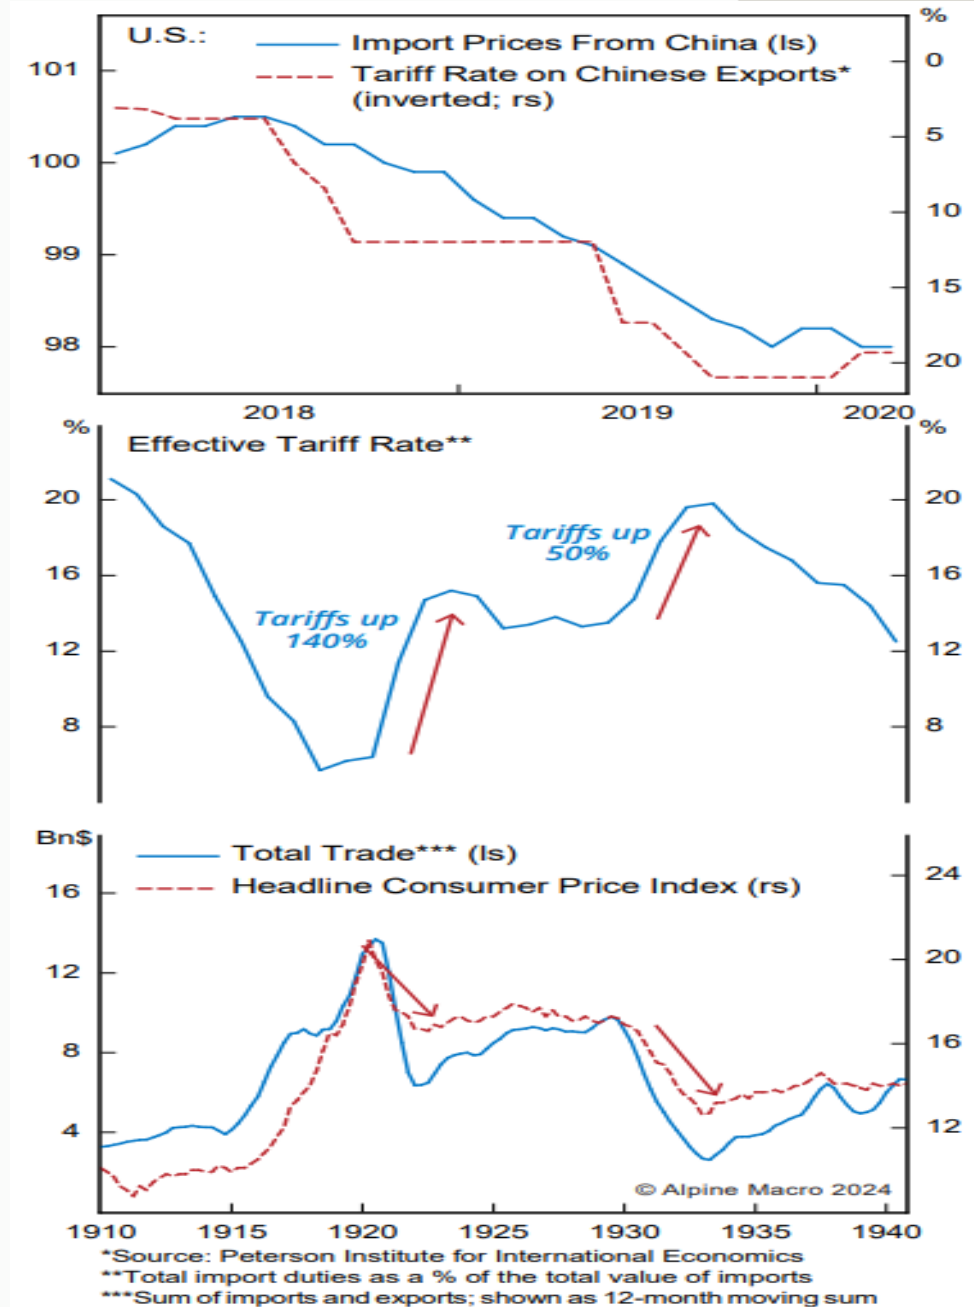 U.S.:
Import Prices From China (ls)
Tariff Rate on Chinese Exports*
(inverted; rs)
%
101
100
99
98
0
5
10
15
20
2018
2019
2020
%
%
Effective Tariff Rate**
20
16
12
8
Tariffs up
140%
Tariffs up
50%
20
16
12
8
Bn$
Total Trade*** (ls)
Headline Consumer Price Index (rs)
16
12
8
4
24
20
16
12
© Alpine Macro 2024
1910
1915
1920
1925
1930
1935
1940
*Source: Peterson Institute for International Economics
**Total import duties as a % of the total value of imports
***Sum of imports and exports; shown as 12-month moving sum